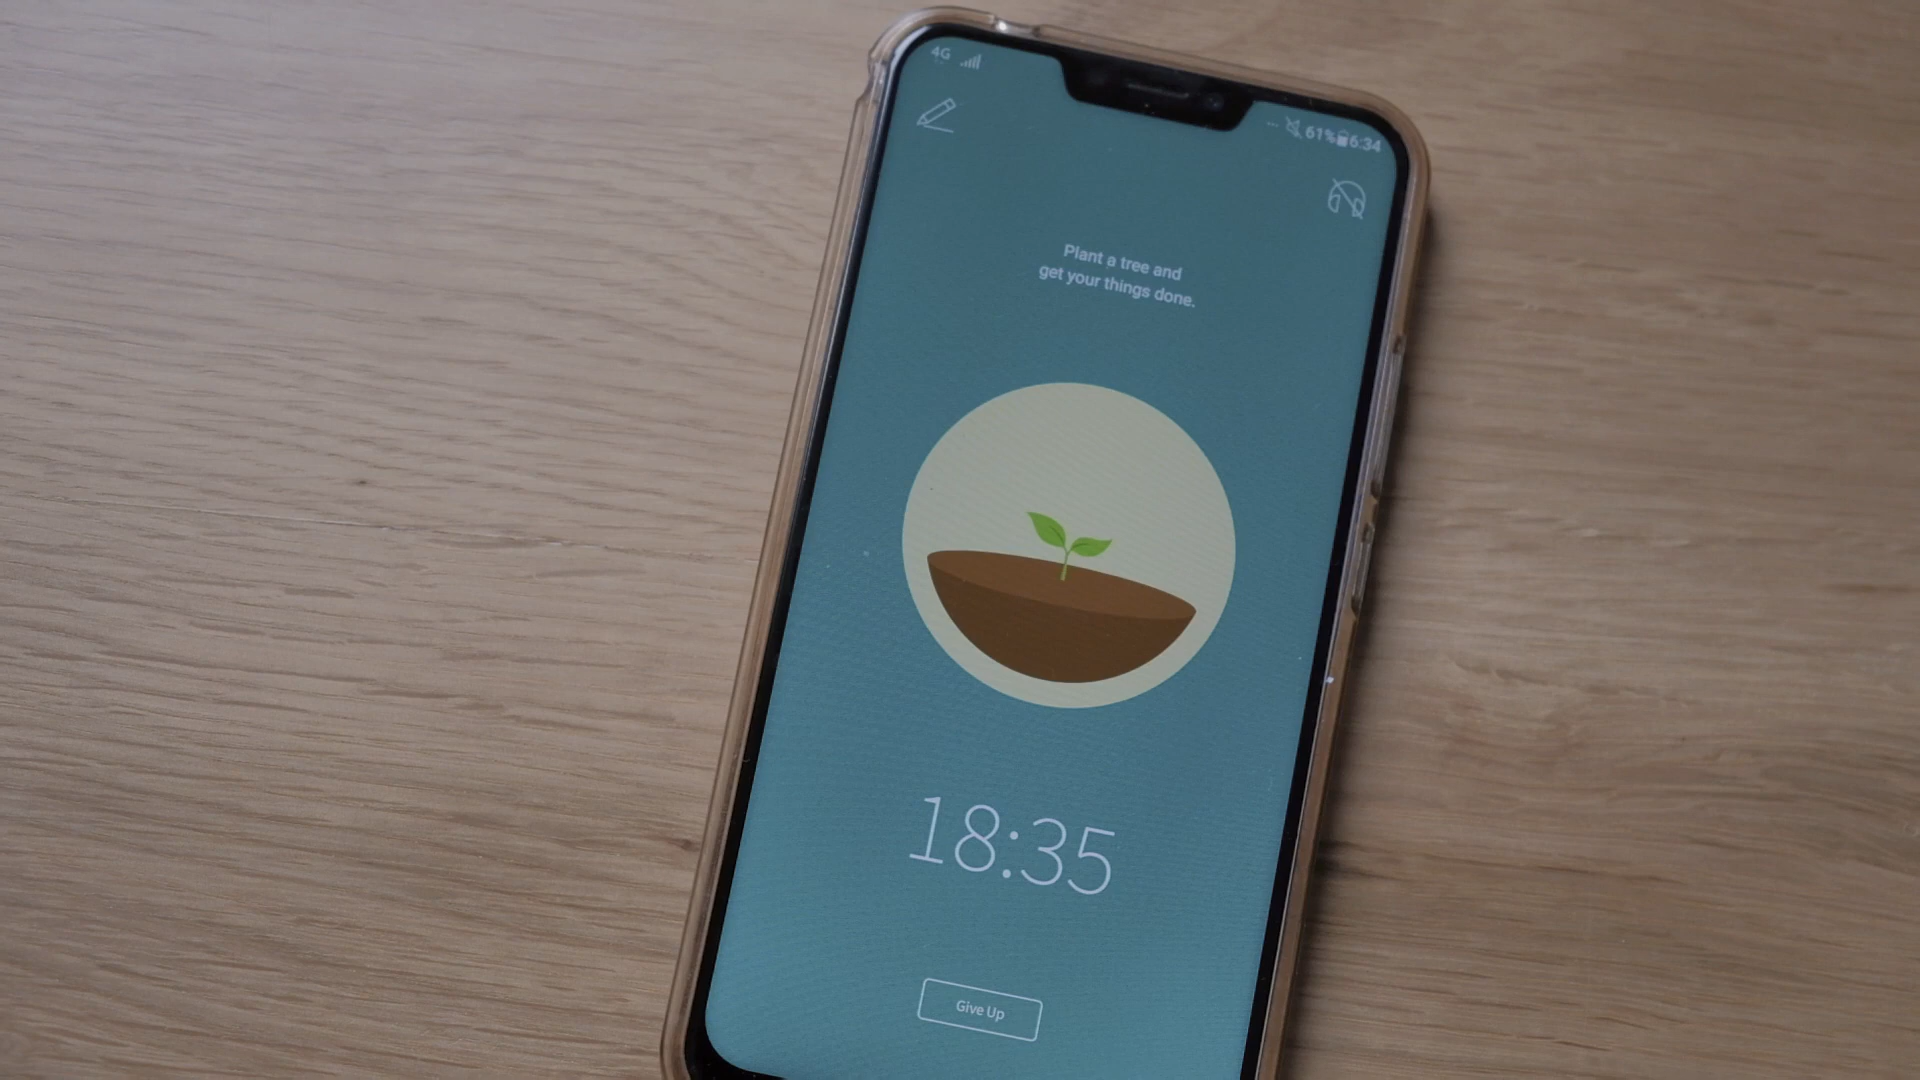 4G
61% 6:34
Plant a tree and
get your things done.
18:35
Give Up